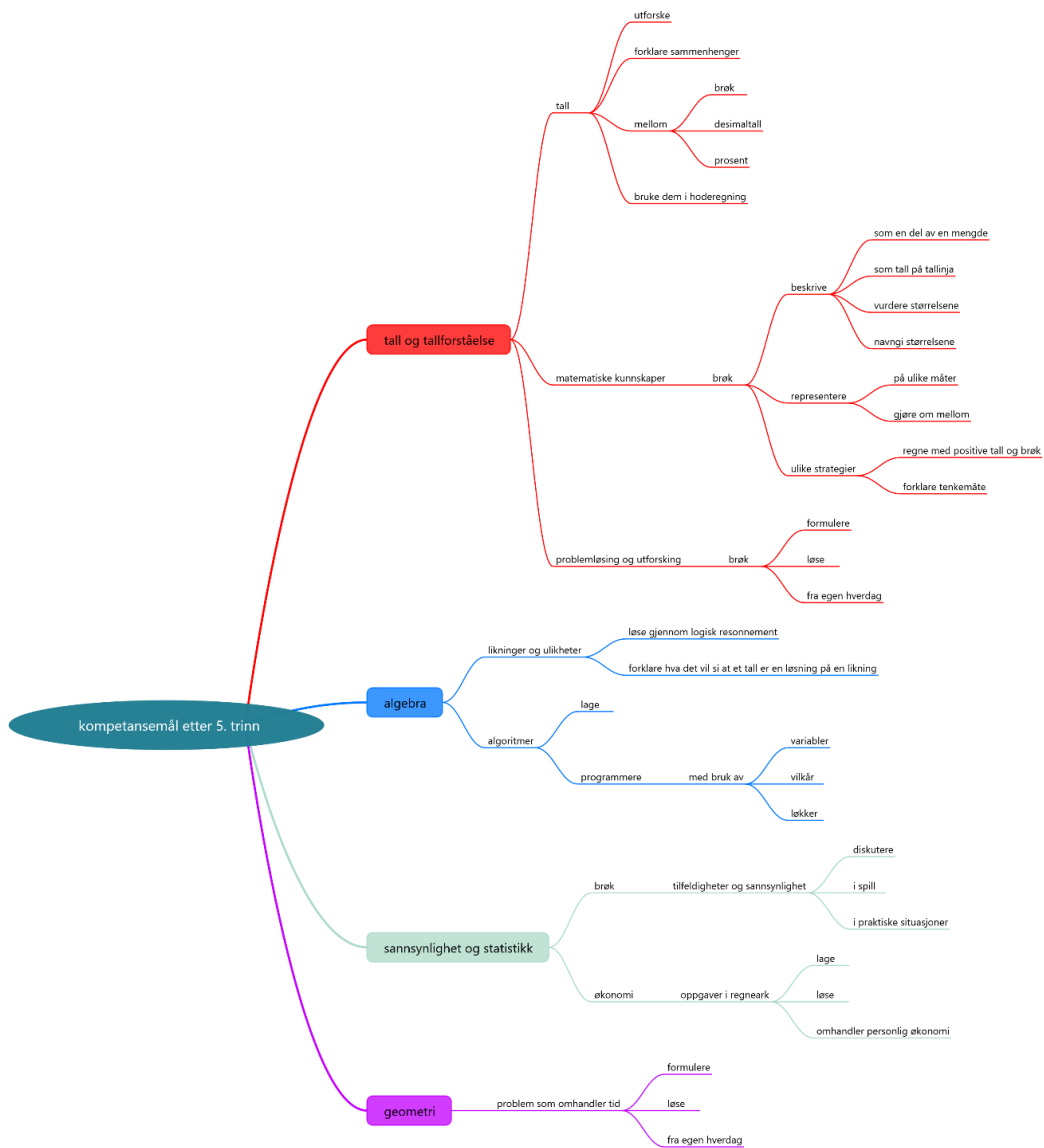 utforske
forklare sammenhenger
brøk
tall
mellom
desimaltall
prosent
bruke dem i hoderegning
som en del av en mengde
som tall på tallinja
beskrive
vurdere størrelsene
navngi størrelsene
tall og tallforståelse
matematiske kunnskaper
brøk
på ulike måter
representere
gjøre om mellom
regne med positive tall og brøk
ulike strategier
forklare tenkemåte
formulere
problemløsing og utforsking
brøk
løse
fra egen hverdag
løse gjennom logisk resonnement
likninger og ulikheter
forklare hva det vil si at et tall er en løsning på en likning
algebra
lage
kompetansemål etter 5. trinn
algoritmer
variabler
programmere
med bruk av
vilkår
løkker
diskutere
brøk
tilfeldigheter og sannsynlighet
i spill
i praktiske situasjoner
sannsynlighet og statistikk
lage
økonomi
oppgaver i regneark
løse
omhandler personlig økonomi
formulere
geometri
problem som omhandler tid
løse
fra egen hverdag